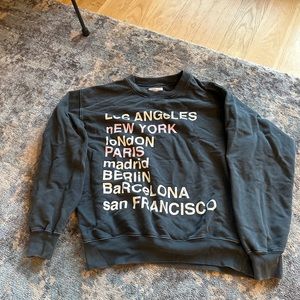 LOS ANGELES
nEW YORK
loNdON
PARIS
madrid
BERlIN
BaRCELONA
san FRANCISCO